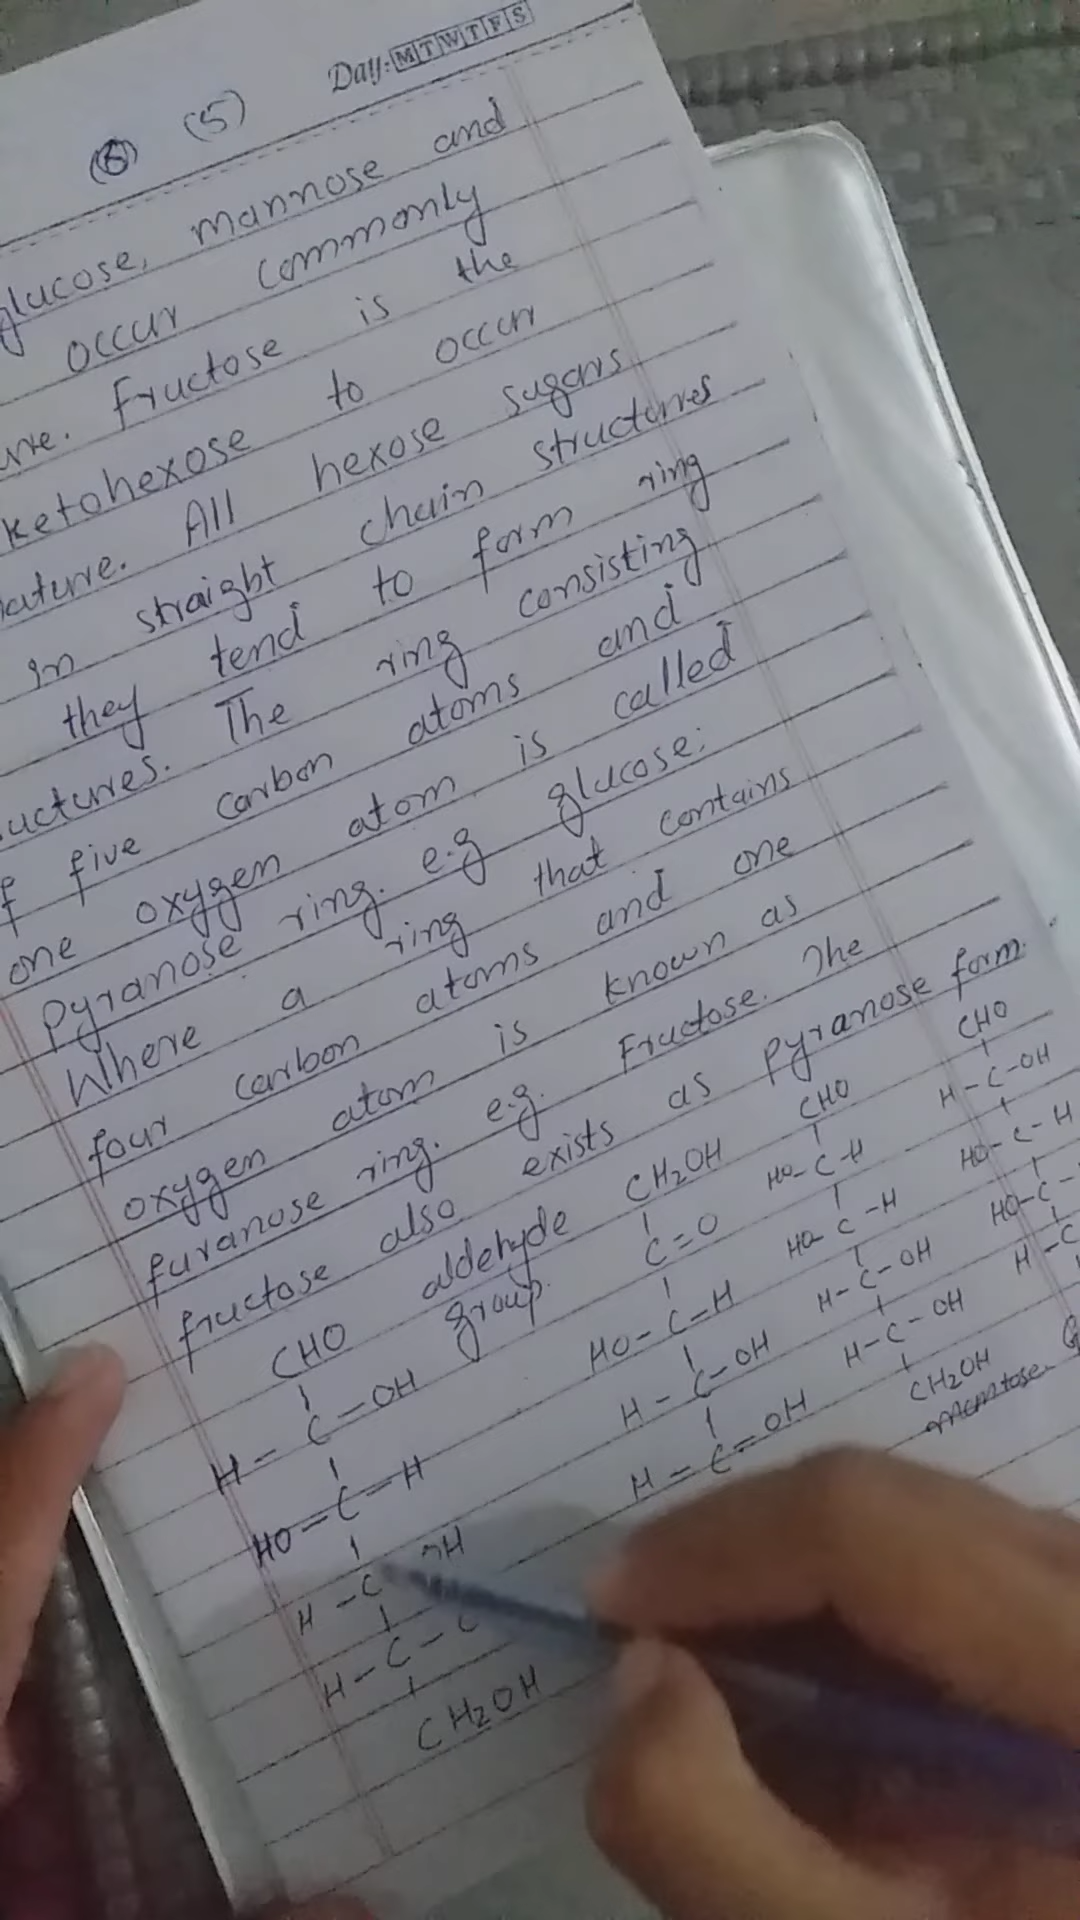 Day: M T W T F S
(6) (5)
glucose, mannose and
occur commonly
Fructose is the
ketohexose to occur
All hexose sugars
in straight chain structures
they tend to form ring
The ring consisting
five carbon atoms and
one oxygen atom is called
pyranose ring. e.g glucose;
Where a ring that contains
four carbon atoms and one
oxygen atom is known as
furanose ring. e.g. Fructose. The
fructose also exists as pyranose form.
CHO aldehyde group.
H - C = OH
HO = C - H
H - C OH
H - C -
CH2OH
CH2OH
C = O
HO - C - H
H - C - OH
H = C = OH
CHO
HO - C - H
HO - C - H
H - C - OH
H - C - OH
CH2OH
CHO
H - C - OH
HO - C - H
HO - C -
H - C